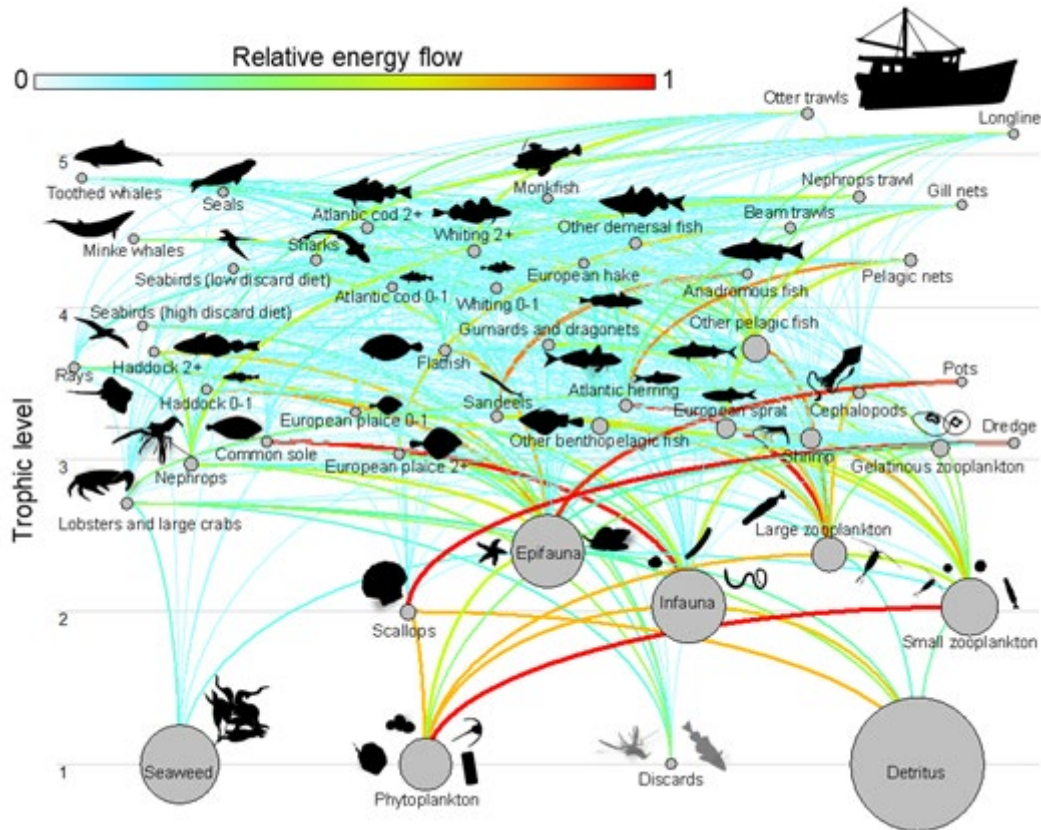 Relative energy flow
0
1
Otter trawls
Longline
5
Toothed whales
Seals
Monkfish
Nephrops trawl
Gill nets
Atlantic cod 2+
Whiting 2+
Other demersal fish
Beam trawls
Minke whales
Sharks
Seabirds (low discard diet)
European hake
Anadromous fish
Pelagic nets
Atlantic cod 0-1
Whiting 0-1
4
Seabirds (high discard diet)
Gurnards and dragonets
Other pelagic fish
Rays
Haddock 2+
Flatfish
Atlantic herring
Pots
Haddock 0-1
Sandeels
European sprat
Cephalopods
European plaice 0-1
Other benthopelagic fish
Dredge
Common sole
European plaice 2+
Shrimp
Gelatinous zooplankton
3
Nephrops
Lobsters and large crabs
Large zooplankton
Epifauna
Infauna
2
Scallops
Small zooplankton
Seaweed
Phytoplankton
Discards
Detritus
1
Trophic level